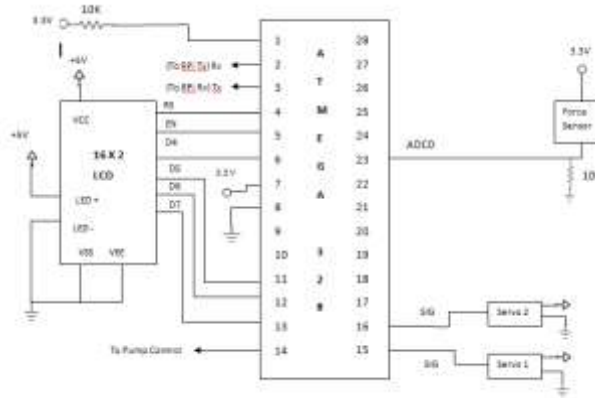 10K
3.3V
+5V
(To RPi Tx) Rx
(To RPi Rx) Tx
RS
EN
D4
VCC
16 X 2
LCD
+5V
LED +
LED -
VSS VEE
D5
D6
D7
3.3V
To Pump Control
1
2
3
4
5
6
7
8
9
10
11
12
13
14
A
T
M
E
G
A
3
2
8
28
27
26
25
24
23
22
21
20
19
18
17
16
15
ADC0
3.3V
Force
Sensor
10
SIG
Servo 2
SIG
Servo 1